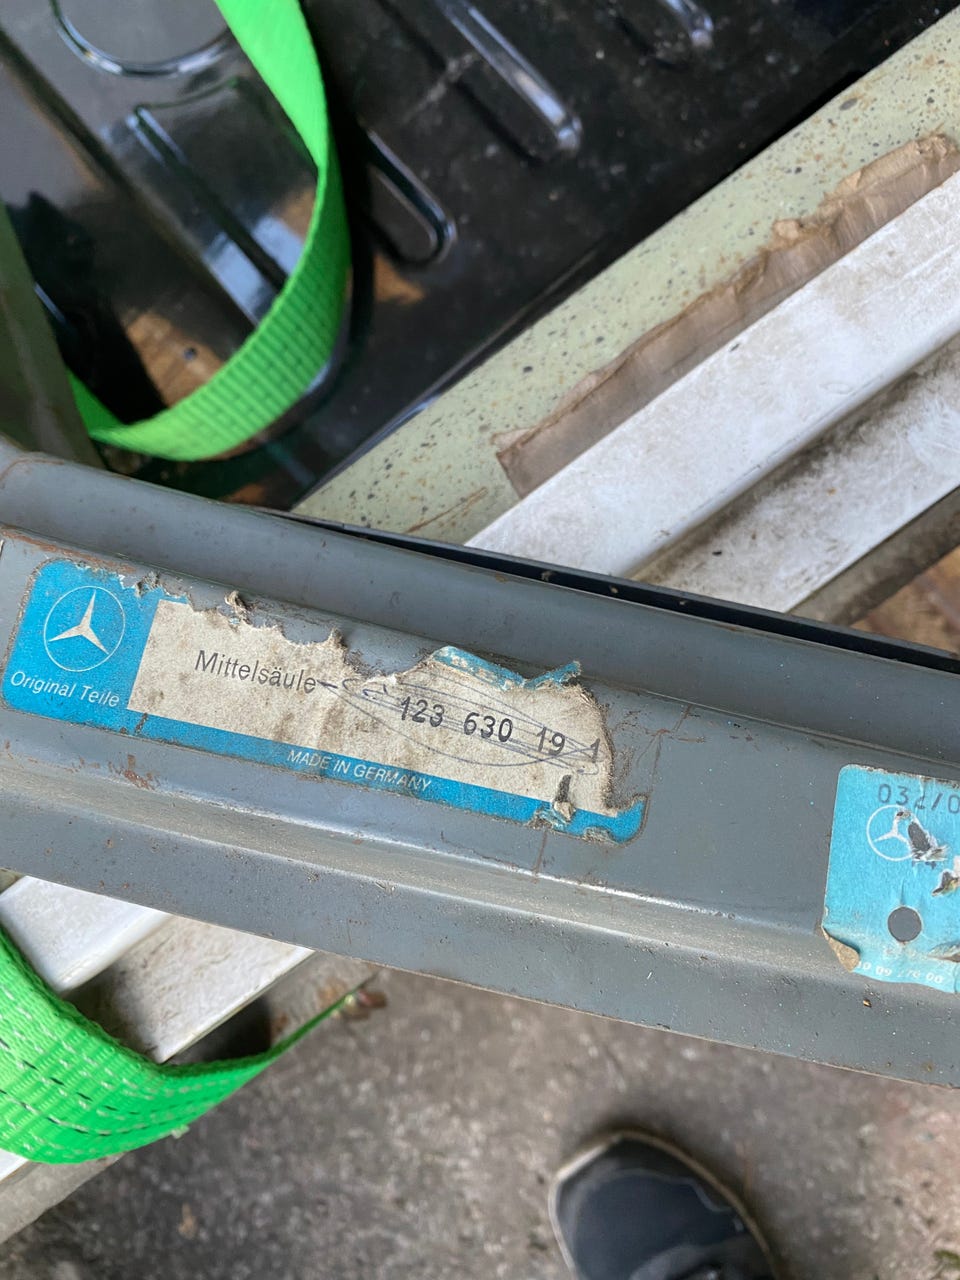 Original Teile
Mittelsäule
123 630 19
MADE IN GERMANY